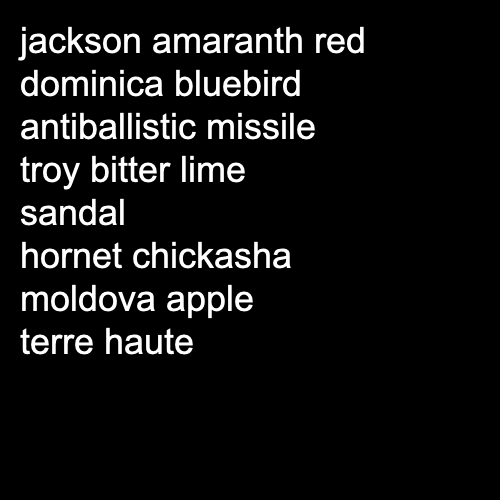 jackson amaranth red
dominica bluebird
antiballistic missile
troy bitter lime
sandal
hornet chickasha
moldova apple
terre haute